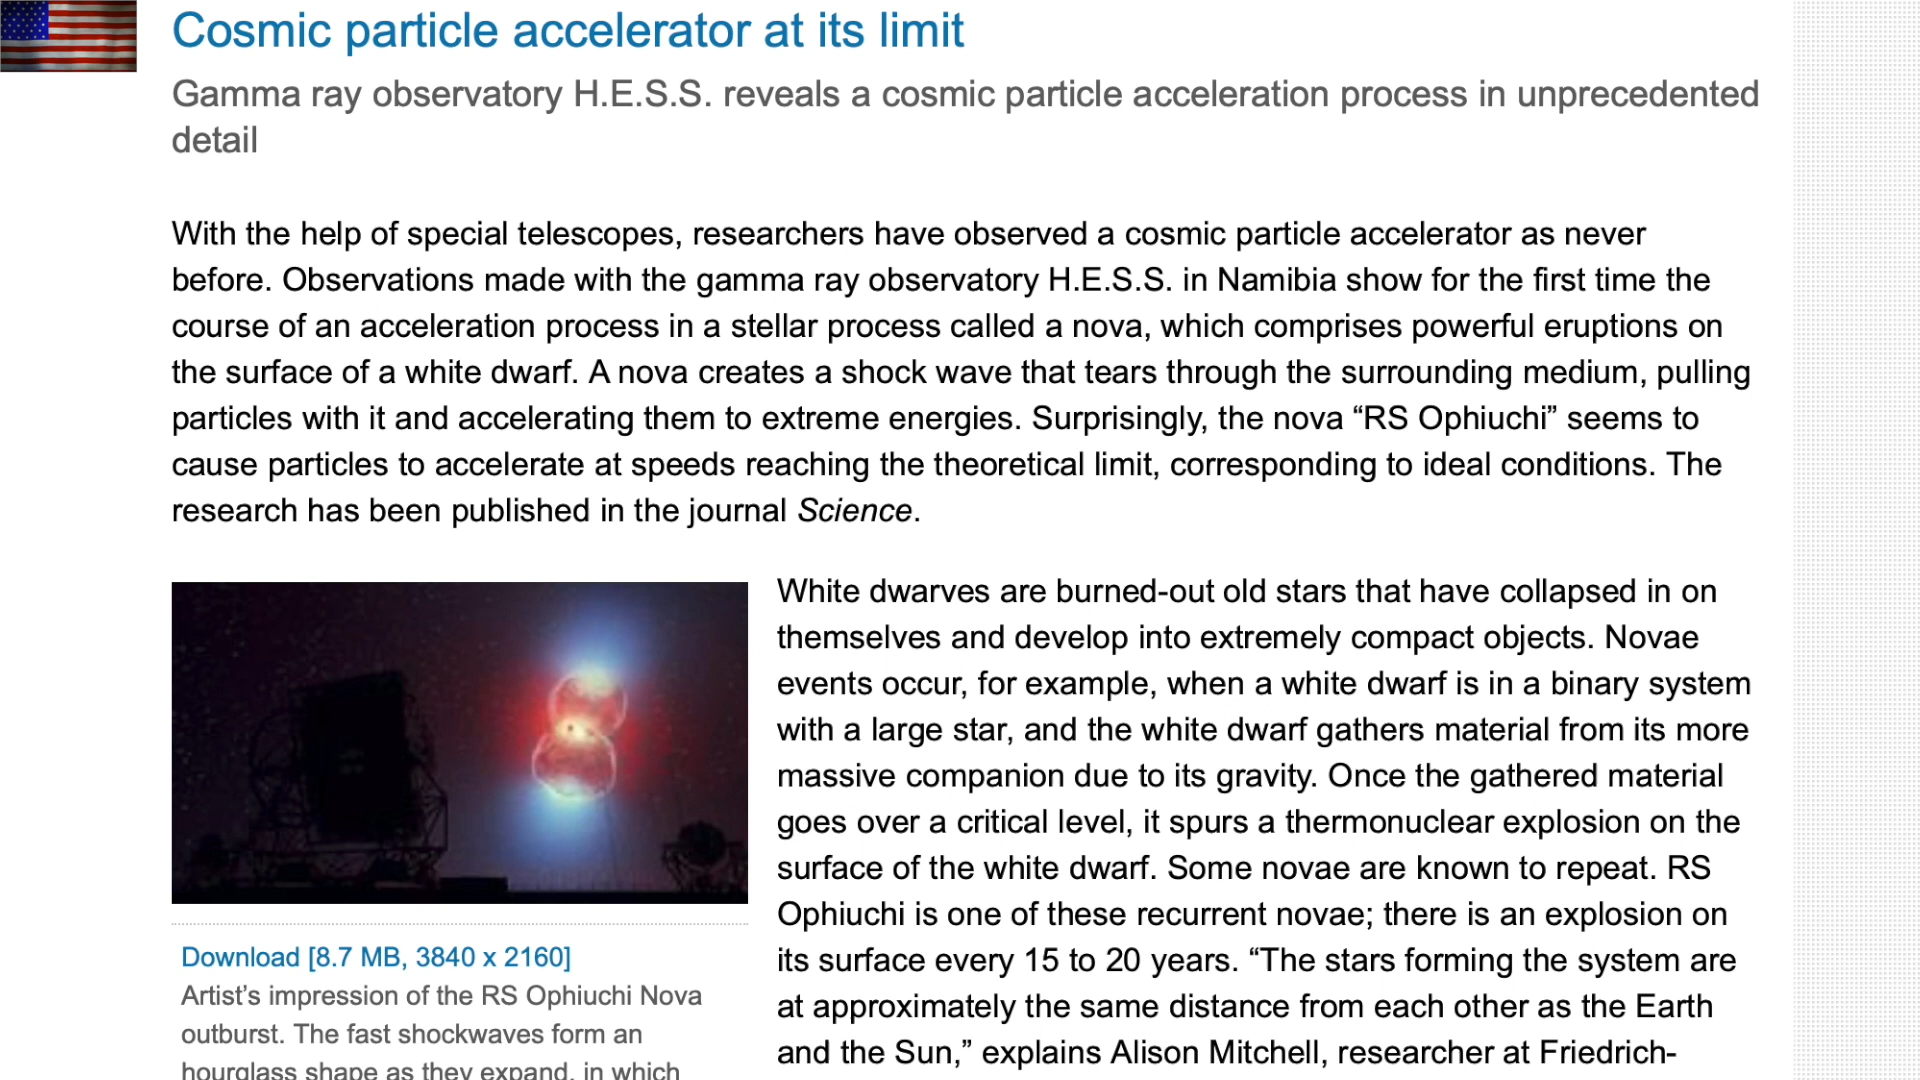 Cosmic particle accelerator at its limit
Gamma ray observatory H.E.S.S. reveals a cosmic particle acceleration process in unprecedented
detail
With the help of special telescopes, researchers have observed a cosmic particle accelerator as never
before. Observations made with the gamma ray observatory H.E.S.S. in Namibia show for the first time the
course of an acceleration process in a stellar process called a nova, which comprises powerful eruptions on
the surface of a white dwarf. A nova creates a shock wave that tears through the surrounding medium, pulling
particles with it and accelerating them to extreme energies. Surprisingly, the nova “RS Ophiuchi” seems to
cause particles to accelerate at speeds reaching the theoretical limit, corresponding to ideal conditions. The
research has been published in the journal Science.
White dwarves are burned-out old stars that have collapsed in on
themselves and develop into extremely compact objects. Novae
events occur, for example, when a white dwarf is in a binary system
with a large star, and the white dwarf gathers material from its more
massive companion due to its gravity. Once the gathered material
goes over a critical level, it spurs a thermonuclear explosion on the
surface of the white dwarf. Some novae are known to repeat. RS
Ophiuchi is one of these recurrent novae; there is an explosion on
its surface every 15 to 20 years. “The stars forming the system are
at approximately the same distance from each other as the Earth
and the Sun,” explains Alison Mitchell, researcher at Friedrich-
Download [8.7 MB, 3840 x 2160]
Artist’s impression of the RS Ophiuchi Nova
outburst. The fast shockwaves form an
hourglass shape as they expand, in which